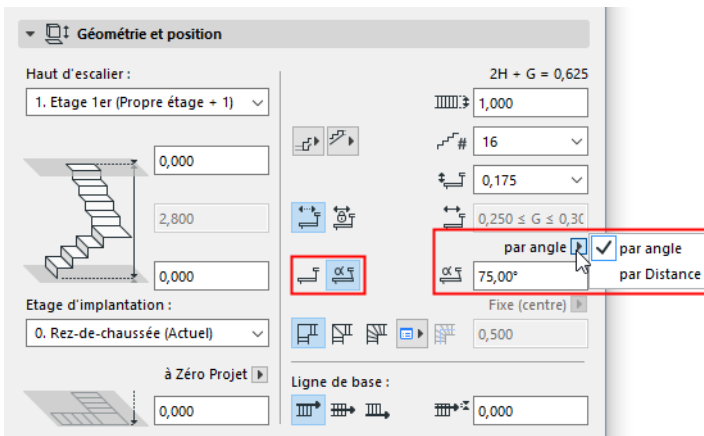 Géométrie et position
Haut d'escalier :
2H + G = 0,625
1. Etage 1er (Propre étage + 1)
1,000
16
0,000
0,175
2,800
0,250 ≤ G ≤ 0,30
par angle
par angle
par Distance
0,000
α
α
75,00°
Etage d'implantation :
Fixe (centre)
0. Rez-de-chaussée (Actuel)
0,500
à Zéro Projet
Ligne de base :
0,000
0,000